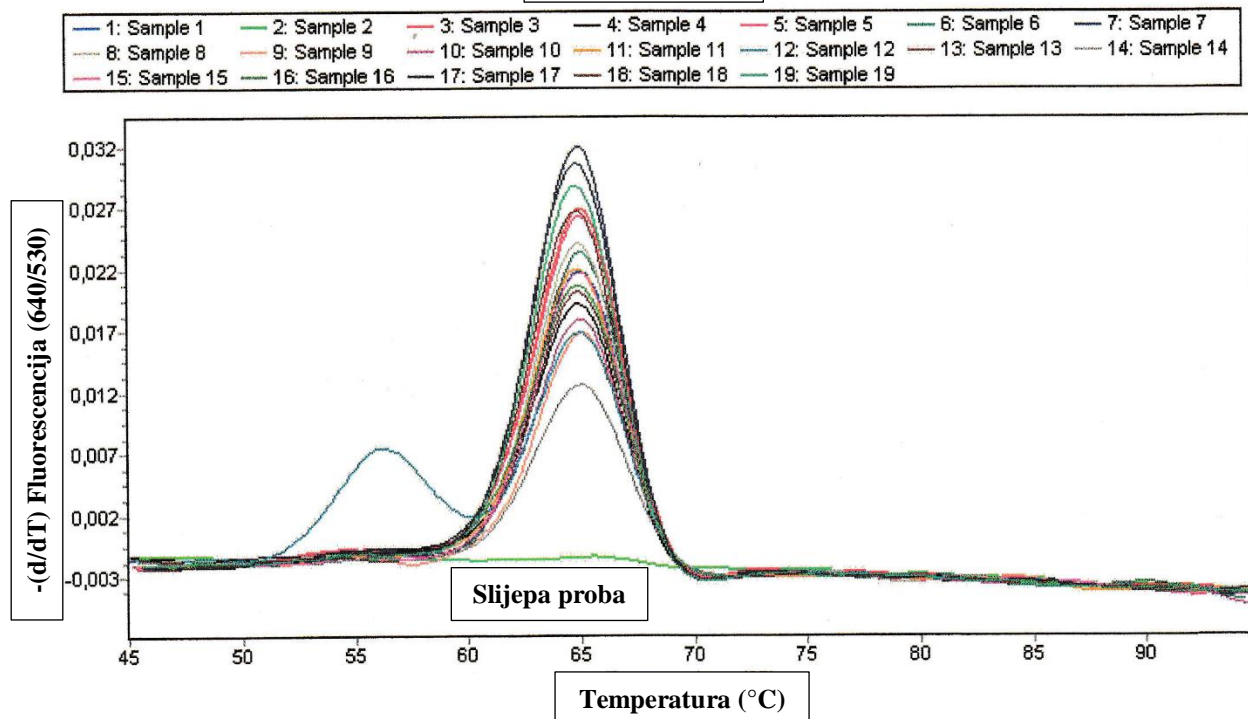 1: Sample 1 2: Sample 2 3: Sample 3 4: Sample 4 5: Sample 5 6: Sample 6 7: Sample 7
8: Sample 8 9: Sample 9 10: Sample 10 11: Sample 11 12: Sample 12 13: Sample 13 14: Sample 14
15: Sample 15 16: Sample 16 17: Sample 17 18: Sample 18 19: Sample 19
-(d/dT) Fluorescencija (640/530)
0,032
0,027
0,022
0,017
0,012
0,007
0,002
-0,003
Slijepa proba
45 50 55 60 65 70 75 80 85 90
Temperatura (°C)